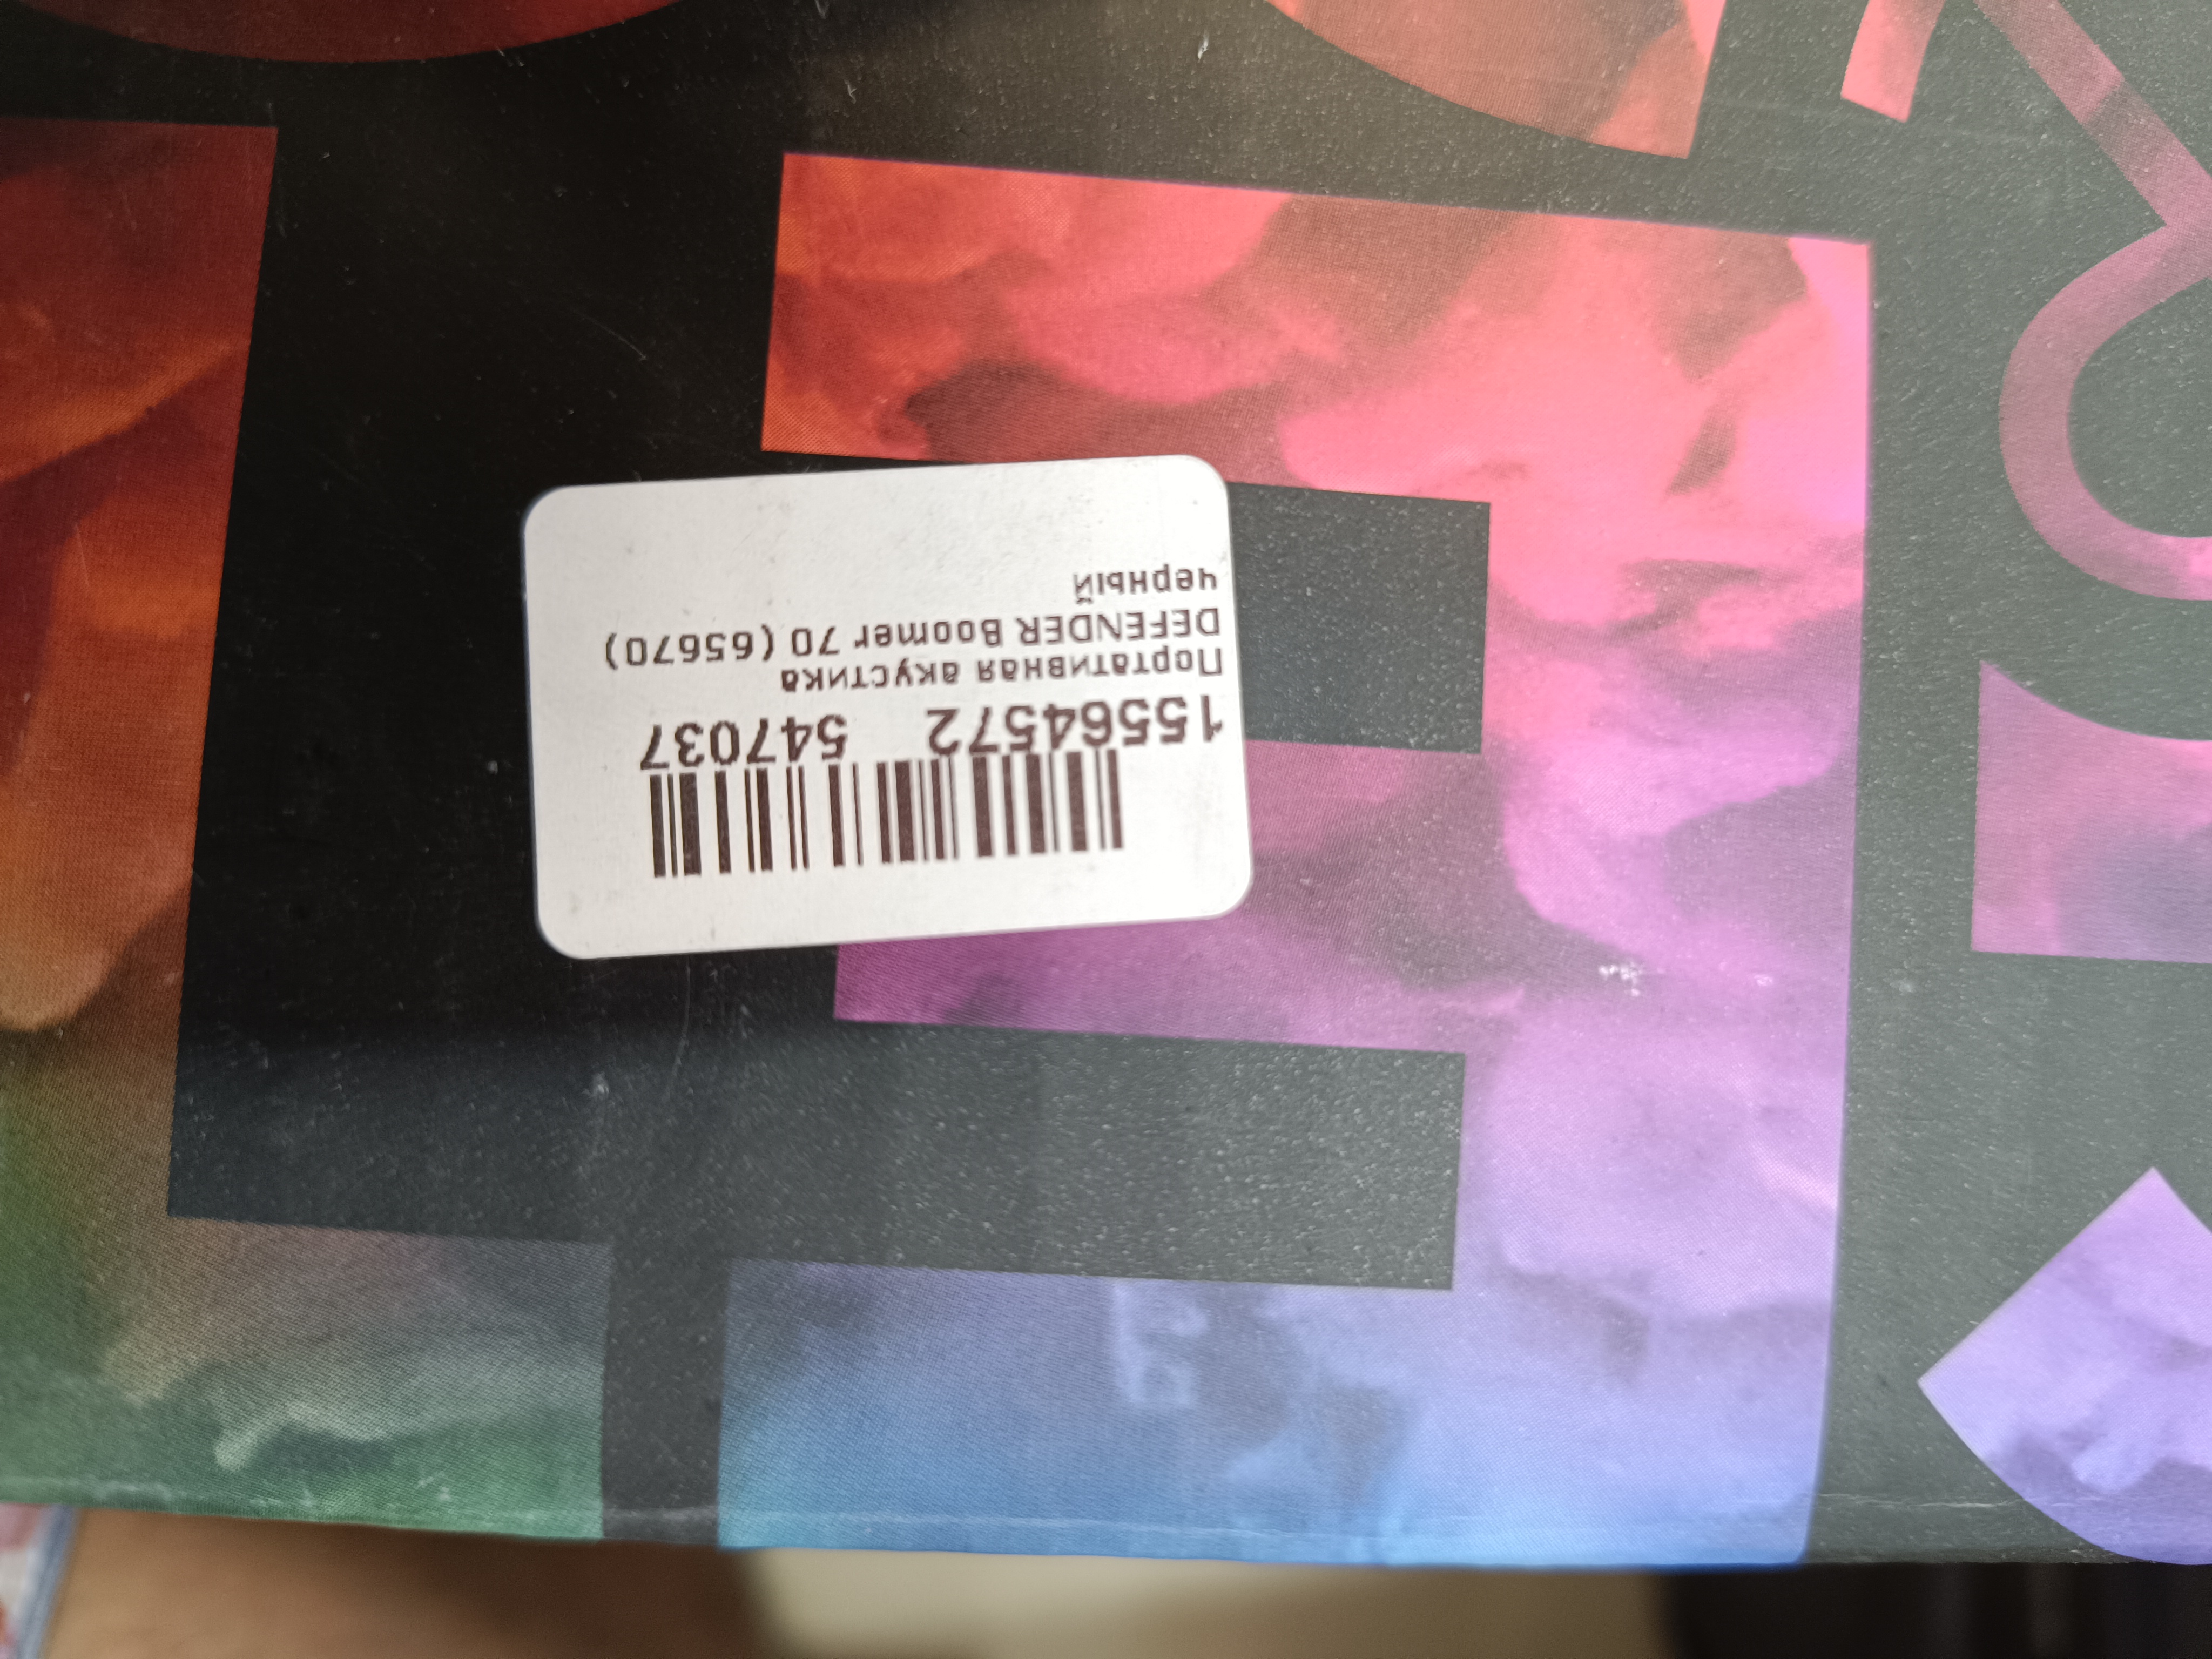 15564572 547037
Портативная акустика
DEFENDER Boomer 70 (65670)
черный